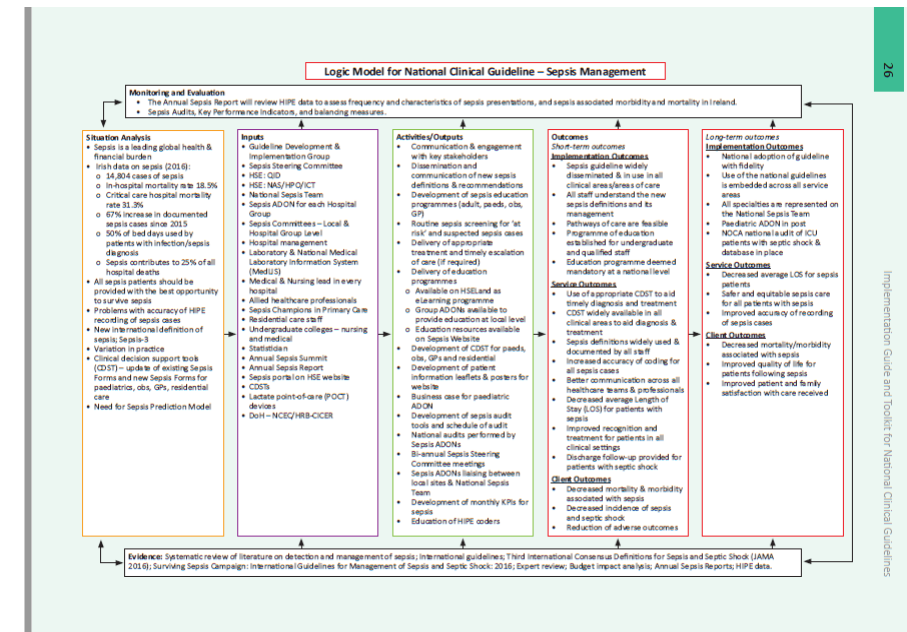 26
Logic Model for National Clinical Guideline – Sepsis Management
Monitoring and Evaluation
• The Annual Sepsis Report will review HIPE data to assess frequency and characteristics of sepsis presentations, and sepsis associated morbidity and mortality in Ireland.
• Sepsis Audits, Key Performance Indicators, and balancing measures.
Situation Analysis
• Sepsis is a leading global health &
financial burden
• Irish data on sepsis (2016):
o 14,804 cases of sepsis
o In-hospital mortality rate 18.5%
o Critical care hospital mortality
rate 31.3%
o 67% increase in documented
sepsis cases since 2015
o 50% of bed days used by
patients with infection/sepsis
diagnosis
o Sepsis contributes to 25% of all
hospital deaths
• All sepsis patients should be
provided with the best opportunity
to survive sepsis
• Problems with accuracy of HIPE
recording of sepsis cases
• New International definition of
sepsis; Sepsis-3
• Variation in practice
• Clinical decision support tools
(CDST) – update of existing Sepsis
Forms and new Sepsis Forms for
paediatrics, obs, GPs, residential
care
• Need for Sepsis Prediction Model
Inputs
• Guideline Development &
Implementation Group
• Sepsis Steering Committee
• HSE: QID
• HSE: NAS/HPO/ICT
• National Sepsis Team
• Sepsis ADON for each Hospital
Group
• Sepsis Committees – Local &
Hospital Group Level
• Hospital management
• Laboratory & National Medical
Laboratory Information System
(MedLIS)
• Medical & Nursing lead in every
hospital
• Allied healthcare professionals
• Sepsis Champions in Primary Care
• Residential care staff
• Undergraduate colleges – nursing
and medical
• Statistician
• Annual Sepsis Summit
• Annual Sepsis Report
• Sepsis portal on HSE website
• CDSTs
• Lactate point-of-care (POCT)
devices
• DoH – NCEC/HRB-CICER
Activities/Outputs
• Communication & engagement
with key stakeholders
• Dissemination and
communication of new sepsis
definitions & recommendations
• Development of sepsis education
programmes (adult, paeds, obs,
GP)
• Routine sepsis screening for 'at
risk' and suspected sepsis cases
• Delivery of appropriate
treatment and timely escalation
of care (if required)
• Delivery of education
programmes
o Available on HSELand as
eLearning programme
o Group ADONs available to
provide education at local level
o Education resources available
on Sepsis Website
• Development of CDST for paeds,
obs, GPs and residential
• Development of patient
information leaflets & posters for
website
• Business case for paediatric
ADON
• Development of sepsis audit
tools and schedule of audit
• National audits performed by
Sepsis ADONs
• Bi-annual Sepsis Steering
Committee meetings
• Sepsis ADONs liaising between
local sites & National Sepsis
Team
• Development of monthly KPIs for
sepsis
• Education of HIPE coders
Outcomes
Short-term outcomes
Implementation Outcomes
• Sepsis guideline widely
disseminated & in use in all
clinical areas/areas of care
• All staff understand the new
sepsis definitions and its
management
• Pathways of care are feasible
• Programme of education
established for undergraduate
and qualified staff
• Education programme deemed
mandatory at a national level
Service Outcomes
• Use of appropriate CDST to aid
timely diagnosis and treatment
• CDST widely available in all
clinical areas to aid diagnosis &
treatment
• Sepsis definitions widely used &
documented by all staff
• Increased accuracy of coding for
all sepsis cases
• Better communication across all
healthcare teams & professionals
• Decreased average Length of
Stay (LOS) for patients with
sepsis
• Improved recognition and
treatment for patients in all
clinical settings
• Discharge follow-up provided for
patients with septic shock
Client Outcomes
• Decreased mortality & morbidity
associated with sepsis
• Decreased incidence of sepsis
and septic shock
• Reduction of adverse outcomes
Long-term outcomes
Implementation Outcomes
• National adoption of guideline
with fidelity
• Use of the national guidelines
is embedded across all service
areas
• All specialties are represented on
the National Sepsis Team
• Paediatric ADON in post
• NOCA national audit of ICU
patients with septic shock &
database in place
Service Outcomes
• Decreased average LOS for sepsis
patients
• Safer and equitable sepsis care
for all patients with sepsis
• Improved accuracy of recording
of sepsis cases
Client Outcomes
• Decreased mortality/morbidity
associated with sepsis
• Improved quality of life for
patients following sepsis
• Improved patient and family
satisfaction with care received
Evidence: Systematic review of literature on detection and management of sepsis; International guidelines; Third International Consensus Definitions for Sepsis and Septic Shock (JAMA
2016); Surviving Sepsis Campaign: International Guidelines for Management of Sepsis and Septic Shock: 2016; Expert review; Budget impact analysis; Annual Sepsis Reports; HIPE data.
Implementation Guide and Toolkit for National Clinical Guidelines